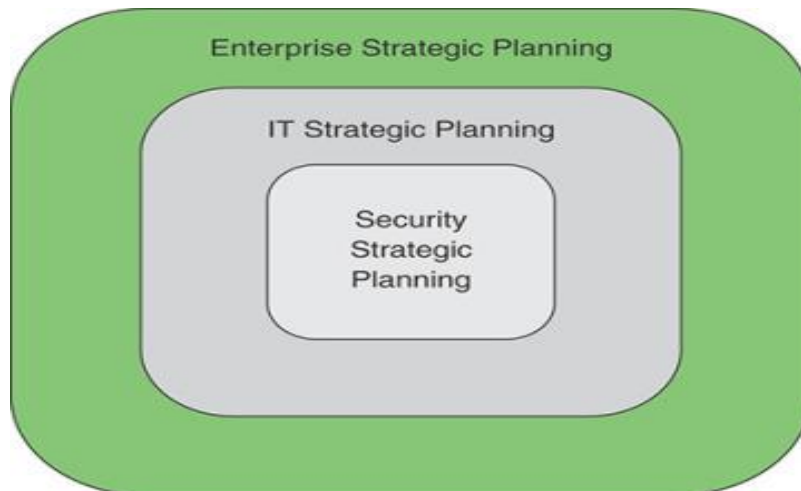 Enterprise Strategic Planning
IT Strategic Planning
Security
Strategic
Planning